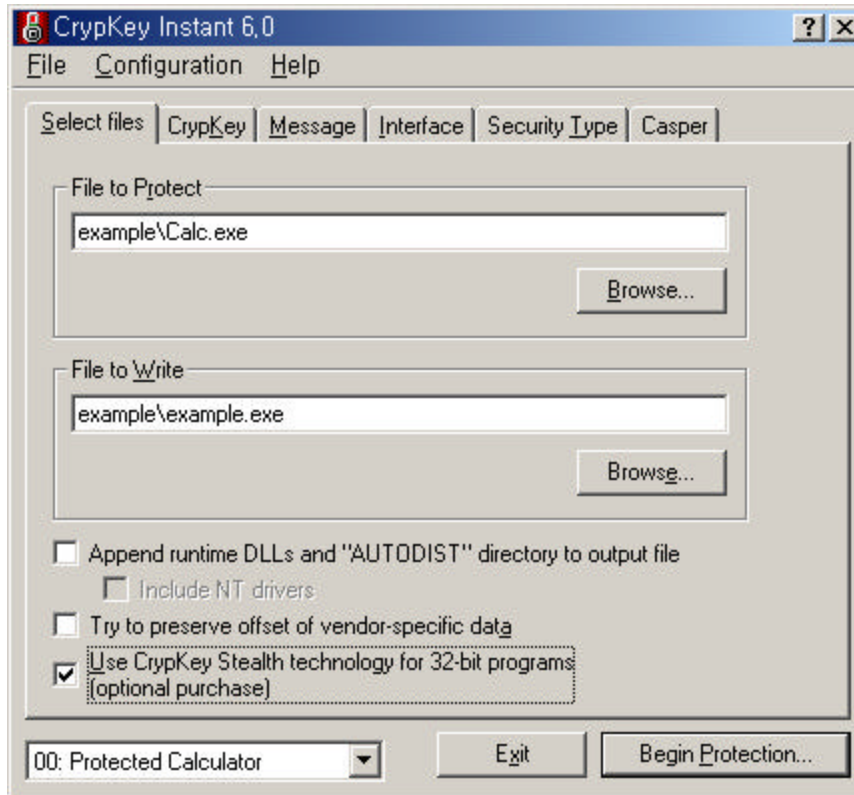 CrypKey Instant 6,0
File Configuration Help
Select files CrypKey Message Interface Security Type Casper
File to Protect
example\Calc.exe
Browse...
File to Write
example\example.exe
Browse...
Append runtime DLLs and "AUTODIST" directory to output file
Include NT drivers
Try to preserve offset of vendor-specific data
Use CrypKey Stealth technology for 32-bit programs
(optional purchase)
00: Protected Calculator Exit Begin Protection...